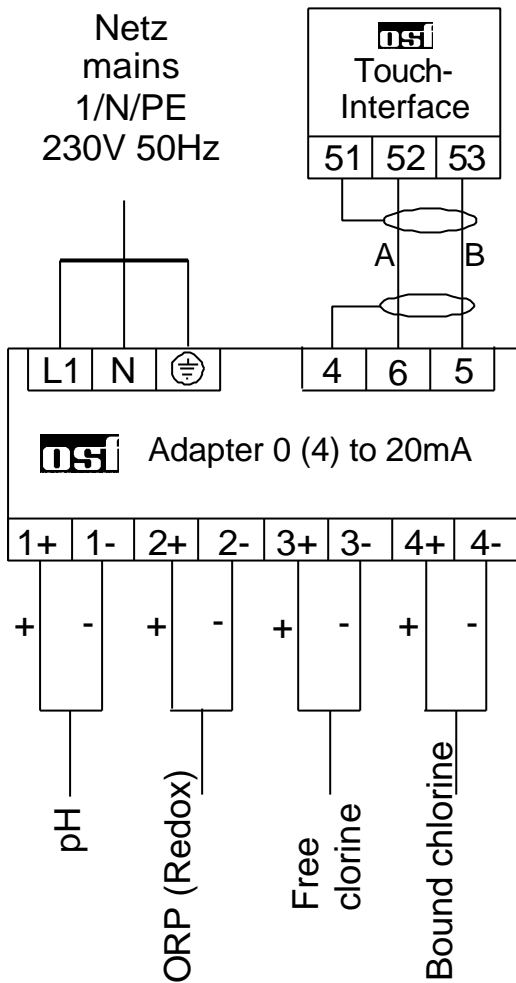 Netz
mains
1/N/PE
230V 50Hz
osf
Touch-
Interface
51 52 53
A B
L1 N 4 6 5
osf Adapter 0 (4) to 20mA
1+ 1- 2+ 2- 3+ 3- 4+ 4-
+ - + - + - + -
pH
ORP (Redox)
Free
clorine
Bound chlorine